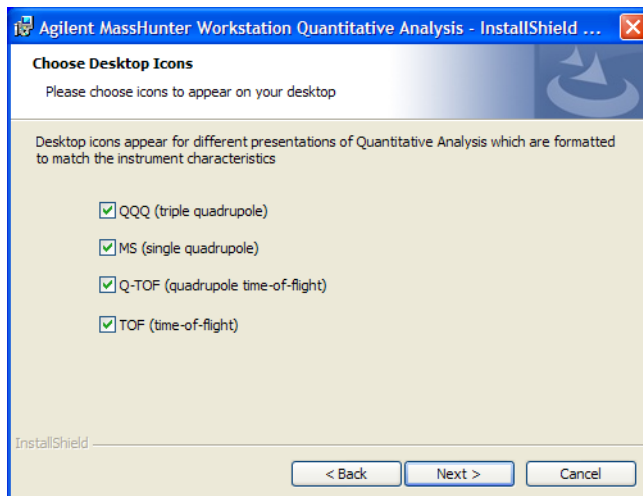 Agilent MassHunter Workstation Quantitative Analysis - InstallShield ...
Choose Desktop Icons
Please choose icons to appear on your desktop
Desktop icons appear for different presentations of Quantitative Analysis which are formatted
to match the instrument characteristics
QQQ (triple quadrupole)
MS (single quadrupole)
Q-TOF (quadrupole time-of-flight)
TOF (time-of-flight)
InstallShield
< Back Next > Cancel